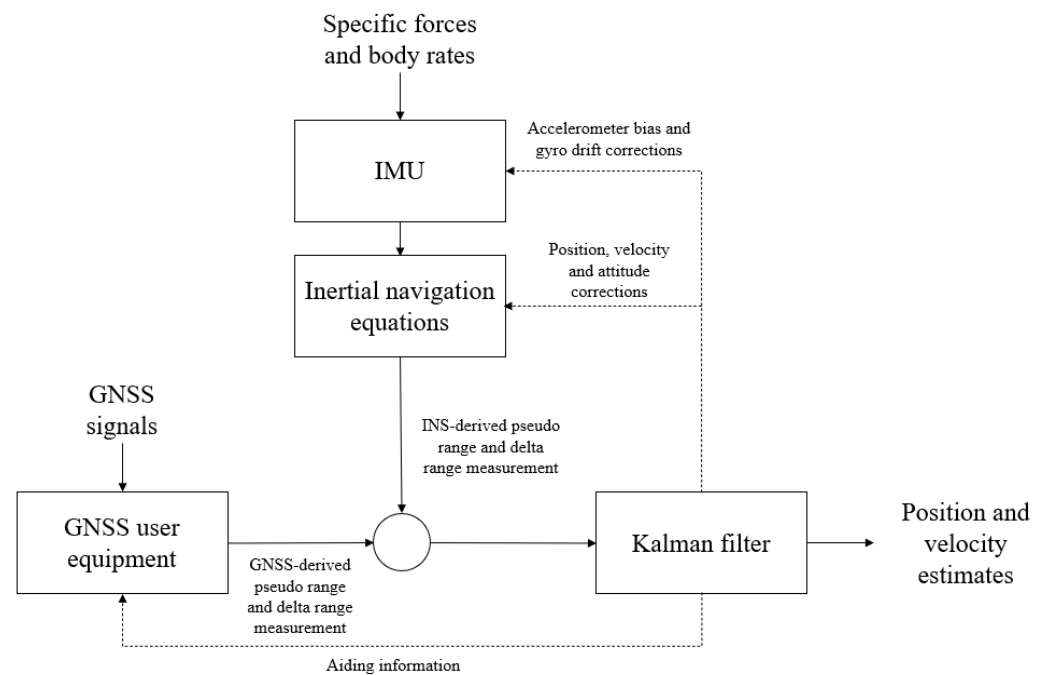 Specific forces
and body rates
IMU
Accelerometer bias and
gyro drift corrections
Inertial navigation
equations
Position, velocity
and attitude
corrections
GNSS
signals
INS-derived pseudo
range and delta
range measurement
GNSS user
equipment
GNSS-derived
pseudo range
and delta range
measurement
Kalman filter
Position and
velocity
estimates
Aiding information